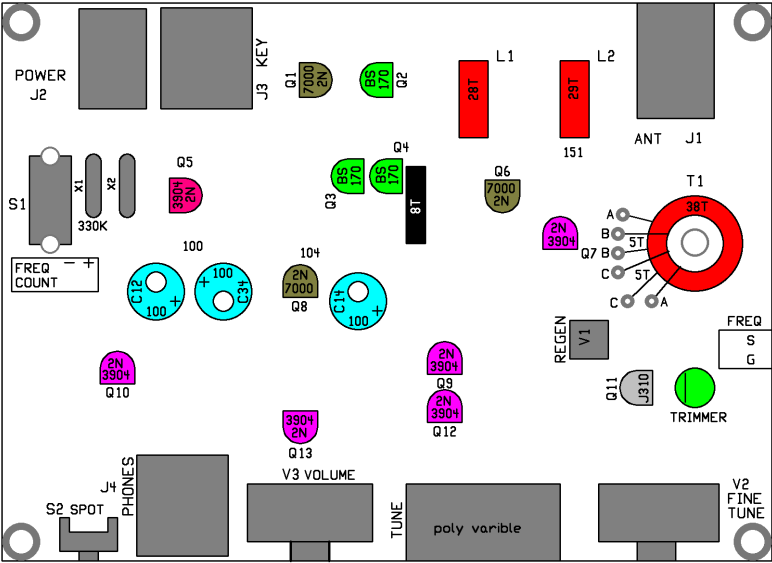 POWER
J2
J3 KEY
Q1
7000
2N
BS
170
Q2
L1
28T
L2
29T
151
ANT J1
S1
X1
X2
330K
Q5
3904
2N
Q3
BS
170
Q4
BS
170
8T
Q6
7000
2N
2N
3904
Q7
T1
38T
A
B
5T
B
C
5T
C
A
FREQ - +
COUNT
100
C12
100
+
+ 100
C34
104
2N
7000
Q8
C14
100
+
REGEN
V1
FREQ
S
G
2N
3904
Q10
2N
3904
Q9
2N
3904
Q12
Q11
J310
TRIMMER
3904
2N
Q13
J4
PHONES
S2 SPOT
V3 VOLUME
TUNE
poly varible
V2
FINE
TUNE